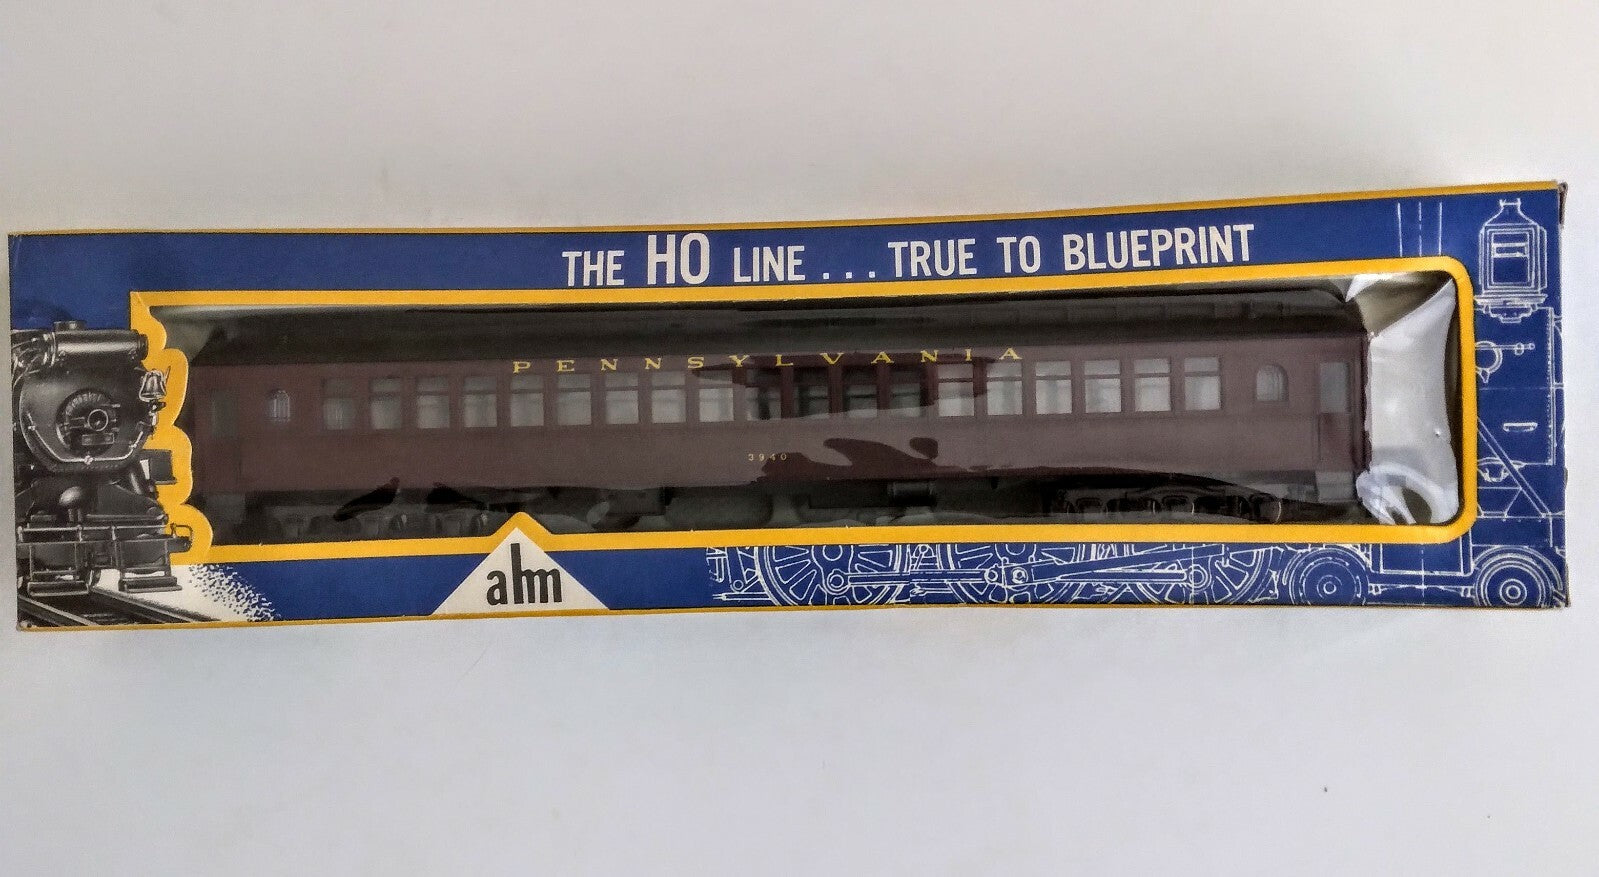 THE HO LINE... TRUE TO BLUEPRINT
PENNSYLVANIA
3940
ahm